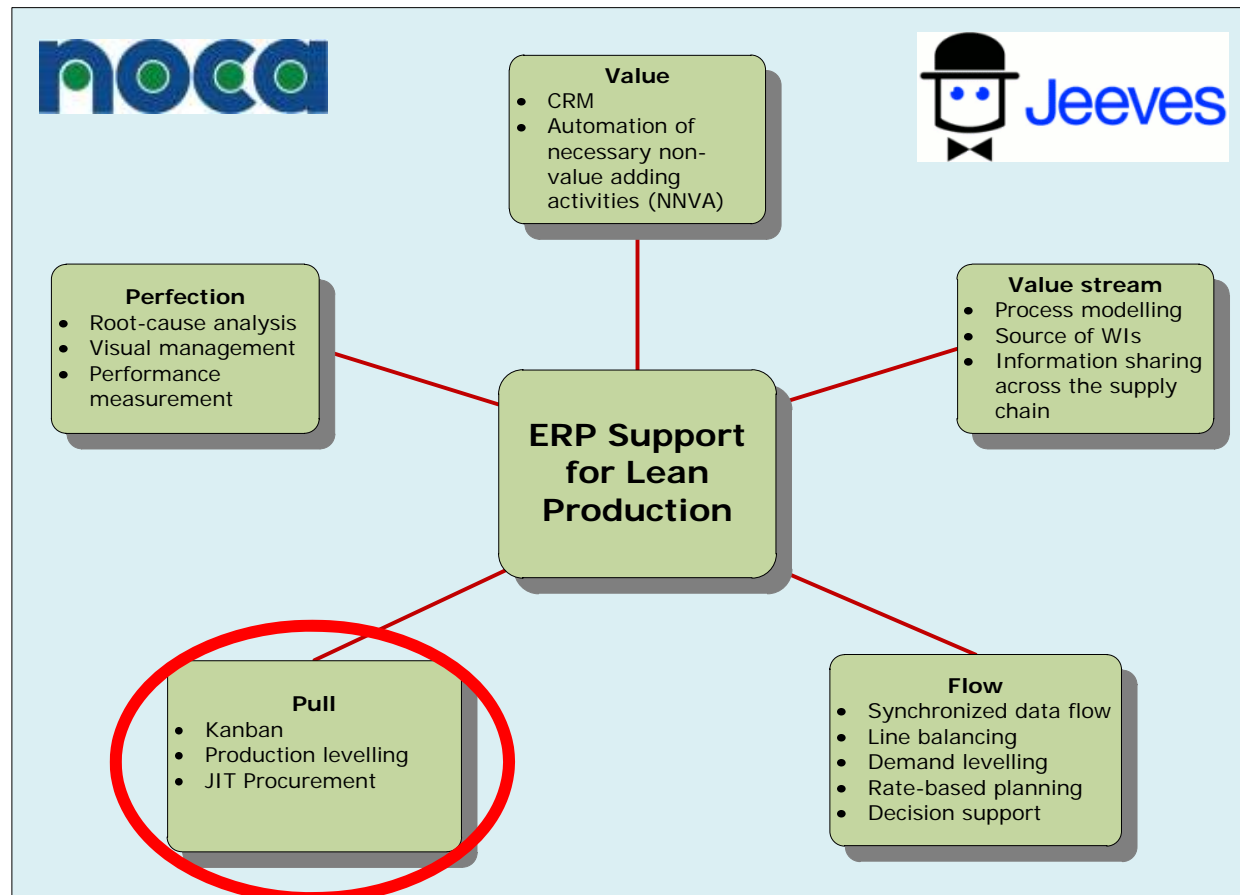 noca
Jeeves
Value
• CRM
• Automation of
necessary non-
value adding
activities (NNVA)
Perfection
• Root-cause analysis
• Visual management
• Performance
measurement
Value stream
• Process modelling
• Source of WIs
• Information sharing
across the supply
chain
ERP Support
for Lean
Production
Pull
• Kanban
• Production levelling
• JIT Procurement
Flow
• Synchronized data flow
• Line balancing
• Demand levelling
• Rate-based planning
• Decision support